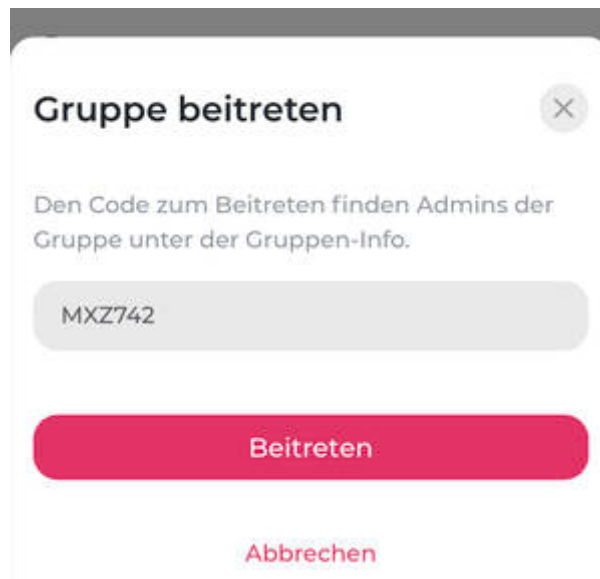 Gruppe beitreten
Den Code zum Beitreten finden Admins der
Gruppe unter der Gruppen-Info.
MXZ742
Beitreten
Abbrechen